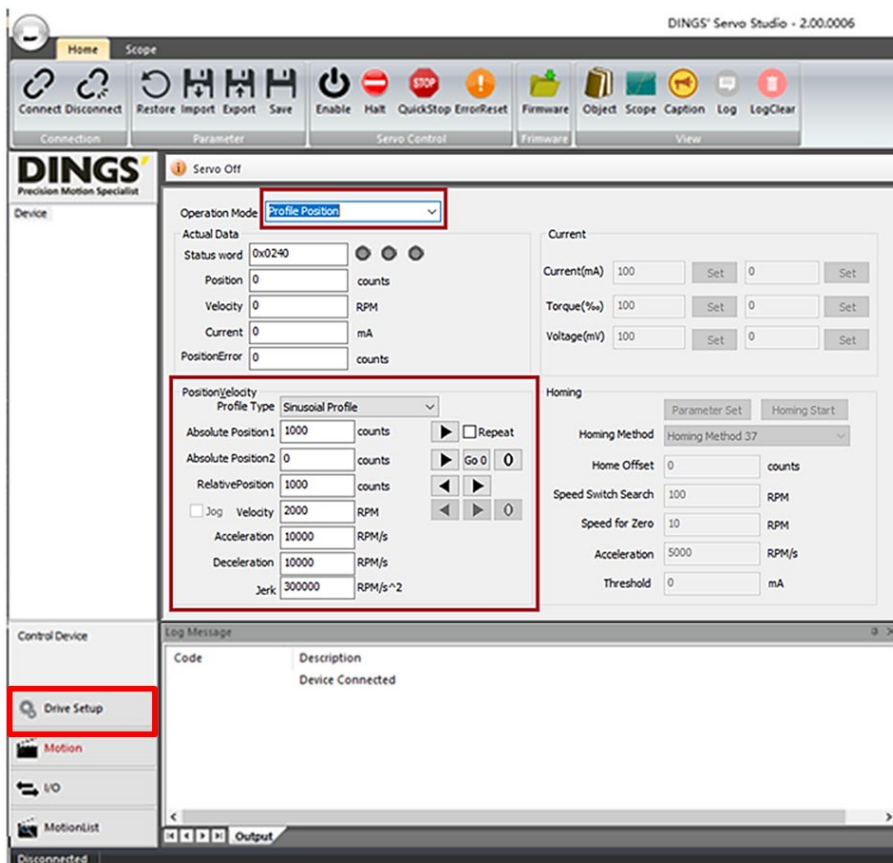 DINGS' Servo Studio - 2.00.0006
Home Scope
Connect Disconnect Restore Import Export Save Enable Halt STOP QuickStop ErrorReset Firmware Object Scope Caption Log LogClear
Connection Parameter Servo Control Frimware View
DINGS'
Precision Motion Specialist
Servo Off
Device
Operation Mode Profile Position
Actual Data
Status word 0x0240
Position 0 counts
Velocity 0 RPM
Current 0 mA
PositionError 0 counts
Current
Current(mA) 100 Set 0 Set
Torque(‰) 100 Set 0 Set
Voltage(mV) 100 Set 0 Set
PositionVelocity
Profile Type Sinusoial Profile
Absolute Position1 1000 counts Repeat
Absolute Position2 0 counts Go 0 0
RelativePosition 1000 counts
Jog Velocity 2000 RPM 0
Acceleration 10000 RPM/s
Deceleration 10000 RPM/s
Jerk 300000 RPM/s^2
Homing
Parameter Set Homing Start
Homing Method Homing Method 37
Home Offset 0 counts
Speed Switch Search 100 RPM
Speed for Zero 10 RPM
Acceleration 5000 RPM/s
Threshold 0 mA
Control Device
Drive Setup
Motion
I/O
MotionList
Log Message
Code Description
Device Connected
Output
Disconnected